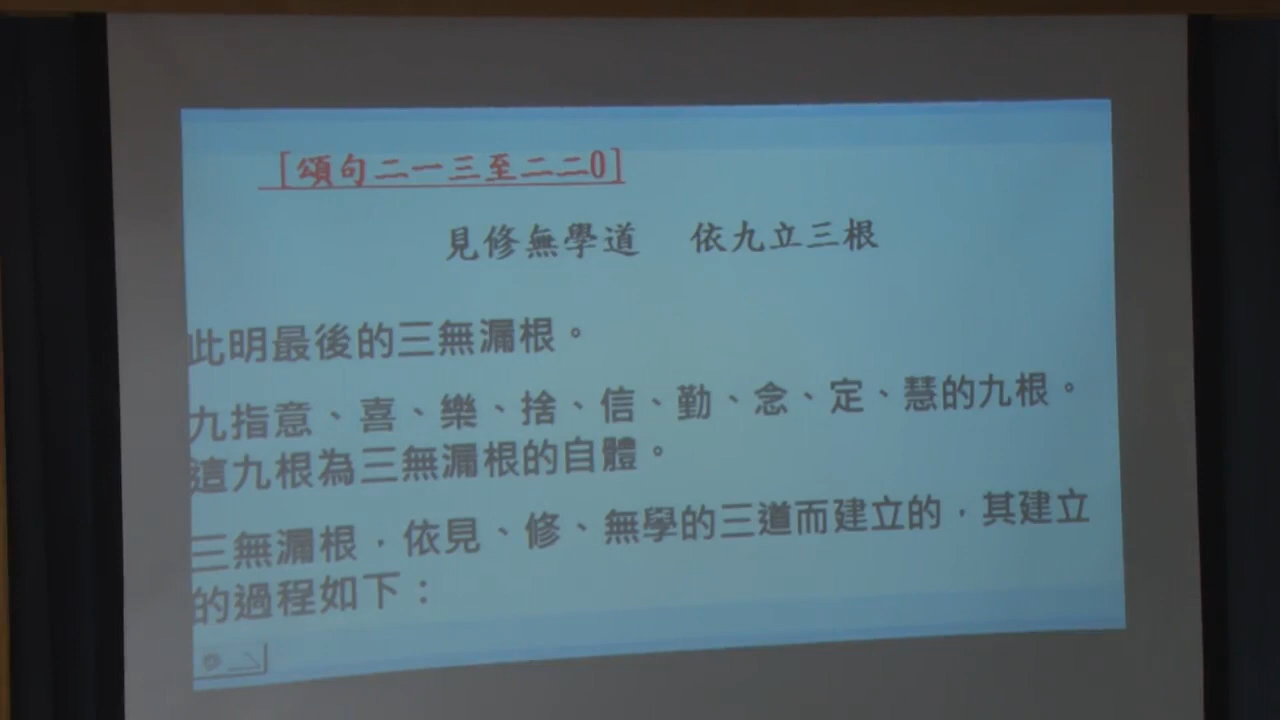 [頌句二一三至二二0]
見修無學道 依九立三根
此明最後的三無漏根。
九指意、喜、樂、捨、信、勤、念、定、慧的九根。
這九根為三無漏根的自體。
三無漏根，依見、修、無學的三道而建立的，其建立
的過程如下：